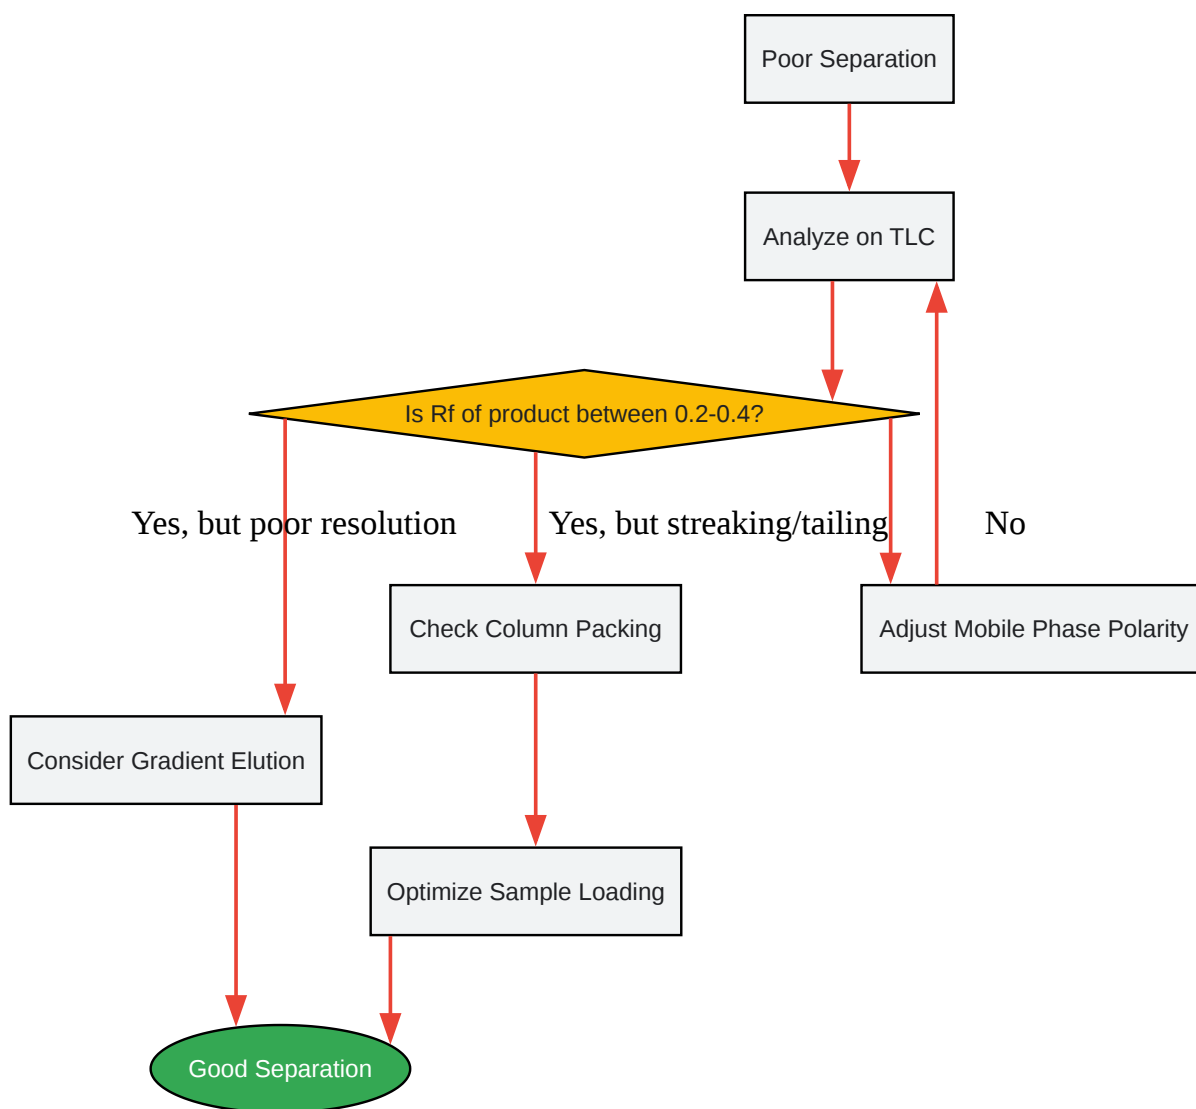 Poor Separation
Analyze on TLC
Is Rf of product between 0.2-0.4?
Yes, but poor resolution
Yes, but streaking/tailing
No
Check Column Packing
Adjust Mobile Phase Polarity
Consider Gradient Elution
Optimize Sample Loading
Good Separation